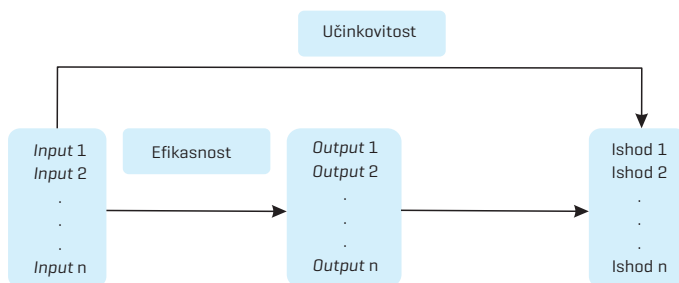 Učinkovitost
Efikasnost
Input 1
Input 2
.
.
.
Input n
Output 1
Output 2
.
.
.
Output n
Ishod 1
Ishod 2
.
.
.
Ishod n